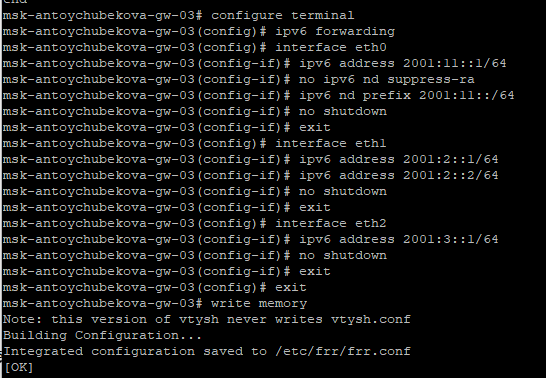 end
msk-antoychubekova-gw-03# configure terminal
msk-antoychubekova-gw-03(config)# ipv6 forwarding
msk-antoychubekova-gw-03(config)# interface eth0
msk-antoychubekova-gw-03(config-if)# ipv6 address 2001:11::1/64
msk-antoychubekova-gw-03(config-if)# no ipv6 nd suppress-ra
msk-antoychubekova-gw-03(config-if)# ipv6 nd prefix 2001:11::/64
msk-antoychubekova-gw-03(config-if)# no shutdown
msk-antoychubekova-gw-03(config-if)# exit
msk-antoychubekova-gw-03(config)# interface eth1
msk-antoychubekova-gw-03(config-if)# ipv6 address 2001:2::1/64
msk-antoychubekova-gw-03(config-if)# ipv6 address 2001:2::2/64
msk-antoychubekova-gw-03(config-if)# no shutdown
msk-antoychubekova-gw-03(config-if)# exit
msk-antoychubekova-gw-03(config)# interface eth2
msk-antoychubekova-gw-03(config-if)# ipv6 address 2001:3::1/64
msk-antoychubekova-gw-03(config-if)# no shutdown
msk-antoychubekova-gw-03(config-if)# exit
msk-antoychubekova-gw-03(config)# exit
msk-antoychubekova-gw-03# write memory
Note: this version of vtysh never writes vtysh.conf
Building Configuration...
Integrated configuration saved to /etc/frr/frr.conf
[OK]